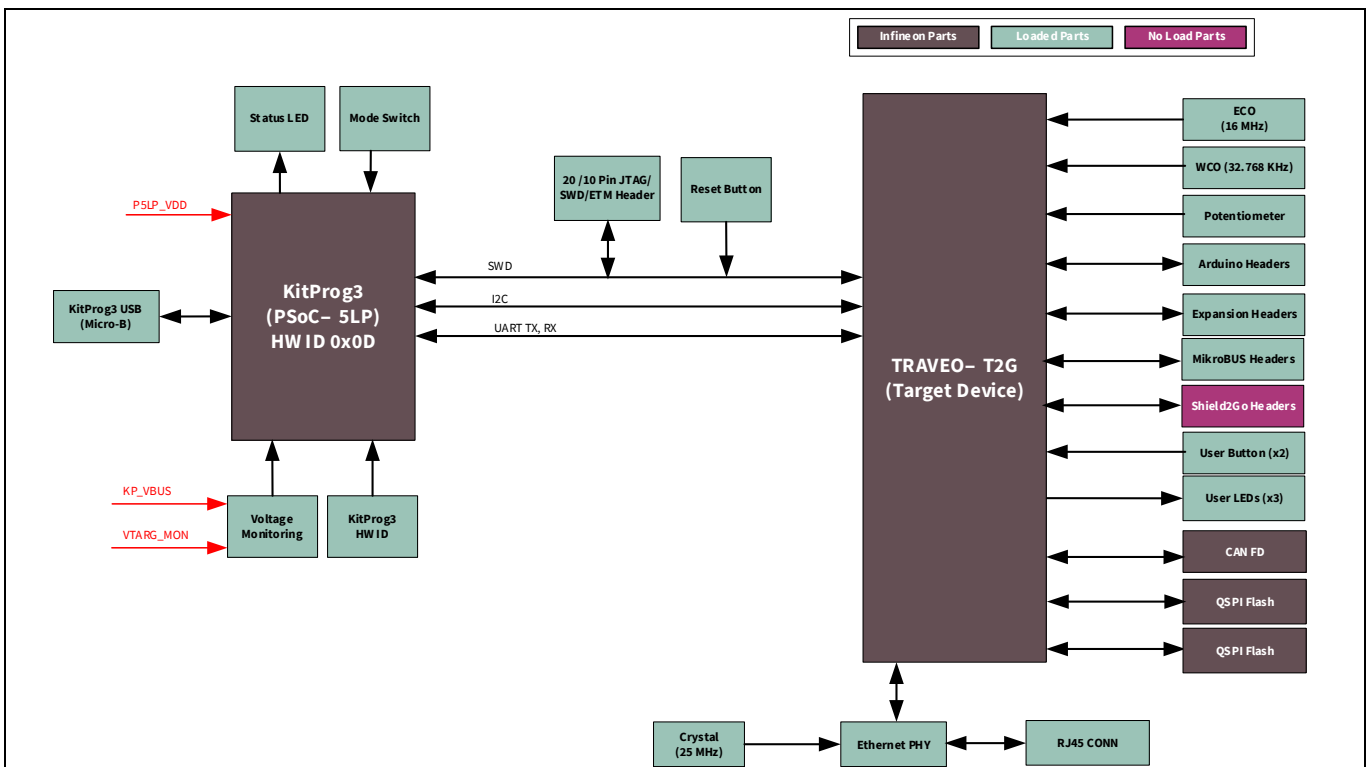 Infineon Parts
Loaded Parts
No Load Parts
Status LED
Mode Switch
P5LP_VDD
KitProg3
(PSoC– 5LP)
HW ID 0x0D
KitProg3 USB
(Micro-B)
KP_VBUS
VTARG_MON
Voltage
Monitoring
KitProg3
HW ID
20 /10 Pin JTAG/
SWD/ETM Header
Reset Button
SWD
I2C
UART TX, RX
TRAVEO– T2G
(Target Device)
ECO
(16 MHz)
WCO (32.768 KHz)
Potentiometer
Arduino Headers
Expansion Headers
MikroBUS Headers
Shield2Go Headers
User Button (x2)
User LEDs (x3)
CAN FD
QSPI Flash
QSPI Flash
Crystal
(25 MHz)
Ethernet PHY
RJ45 CONN